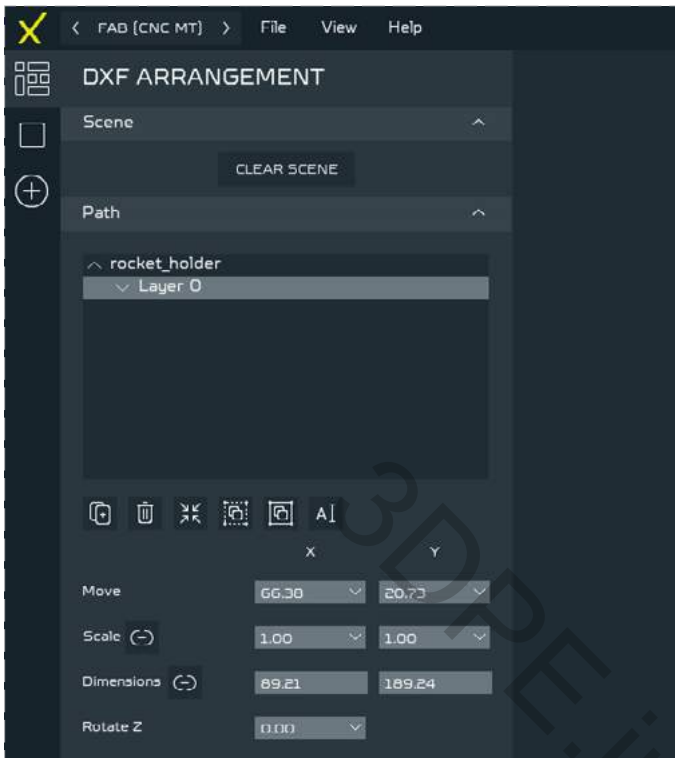 FAB (CNC MT) File View Help
DXF ARRANGEMENT
Scene
CLEAR SCENE
Path
rocket_holder
Layer 0
A
X Y
Move 66.38 20.73
Scale 1.00 1.00
Dimensions 89.21 189.24
Rotate Z 0.00